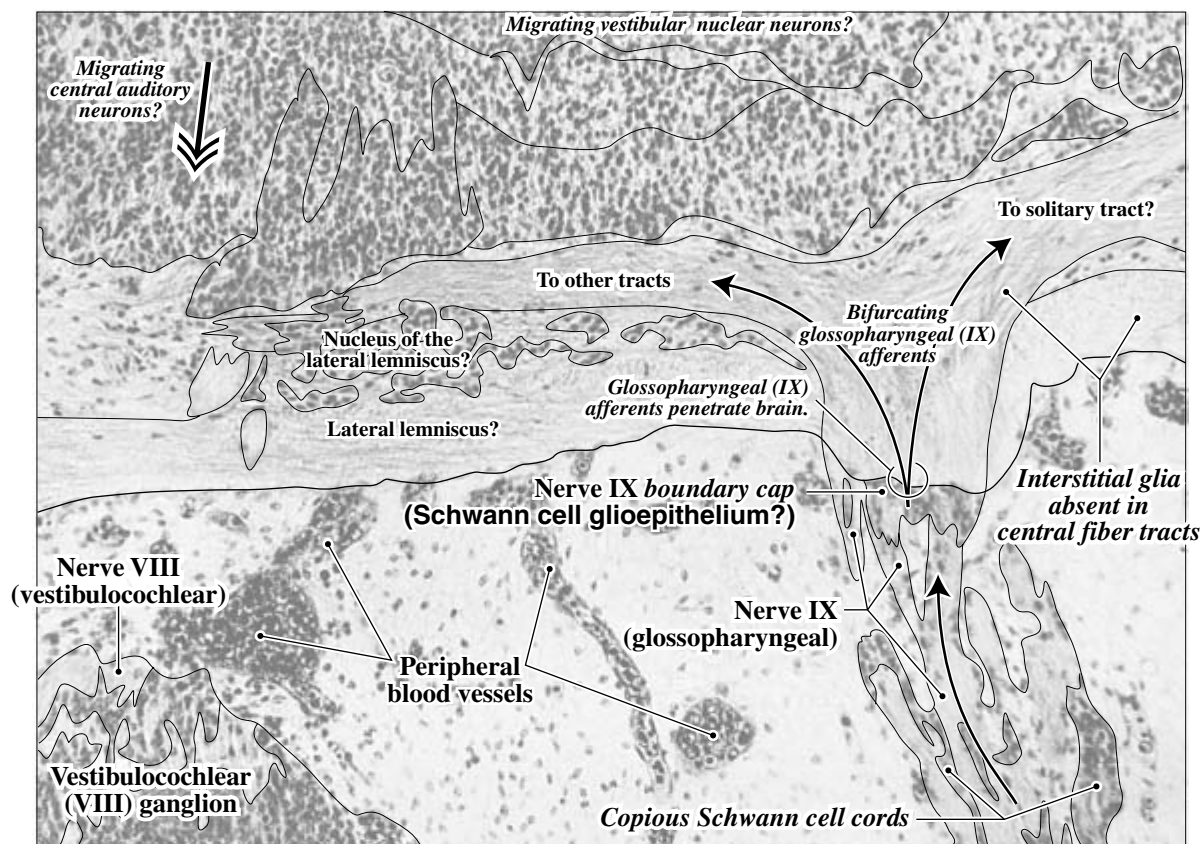 Migrating vestibular nuclear neurons?
Migrating
central auditory
neurons?
To solitary tract?
To other tracts
Bifurcating
glossopharyngeal (IX)
afferents
Nucleus of the
lateral lemniscus?
Glossopharyngeal (IX)
afferents penetrate brain.
Lateral lemniscus?
Interstitial glia
absent in
central fiber tracts
Nerve IX boundary cap
(Schwann cell glioepithelium?)
Nerve VIII
(vestibulocochlear)
Nerve IX
(glossopharyngeal)
Peripheral
blood vessels
Vestibulocochlear
(VIII) ganglion
Copious Schwann cell cords